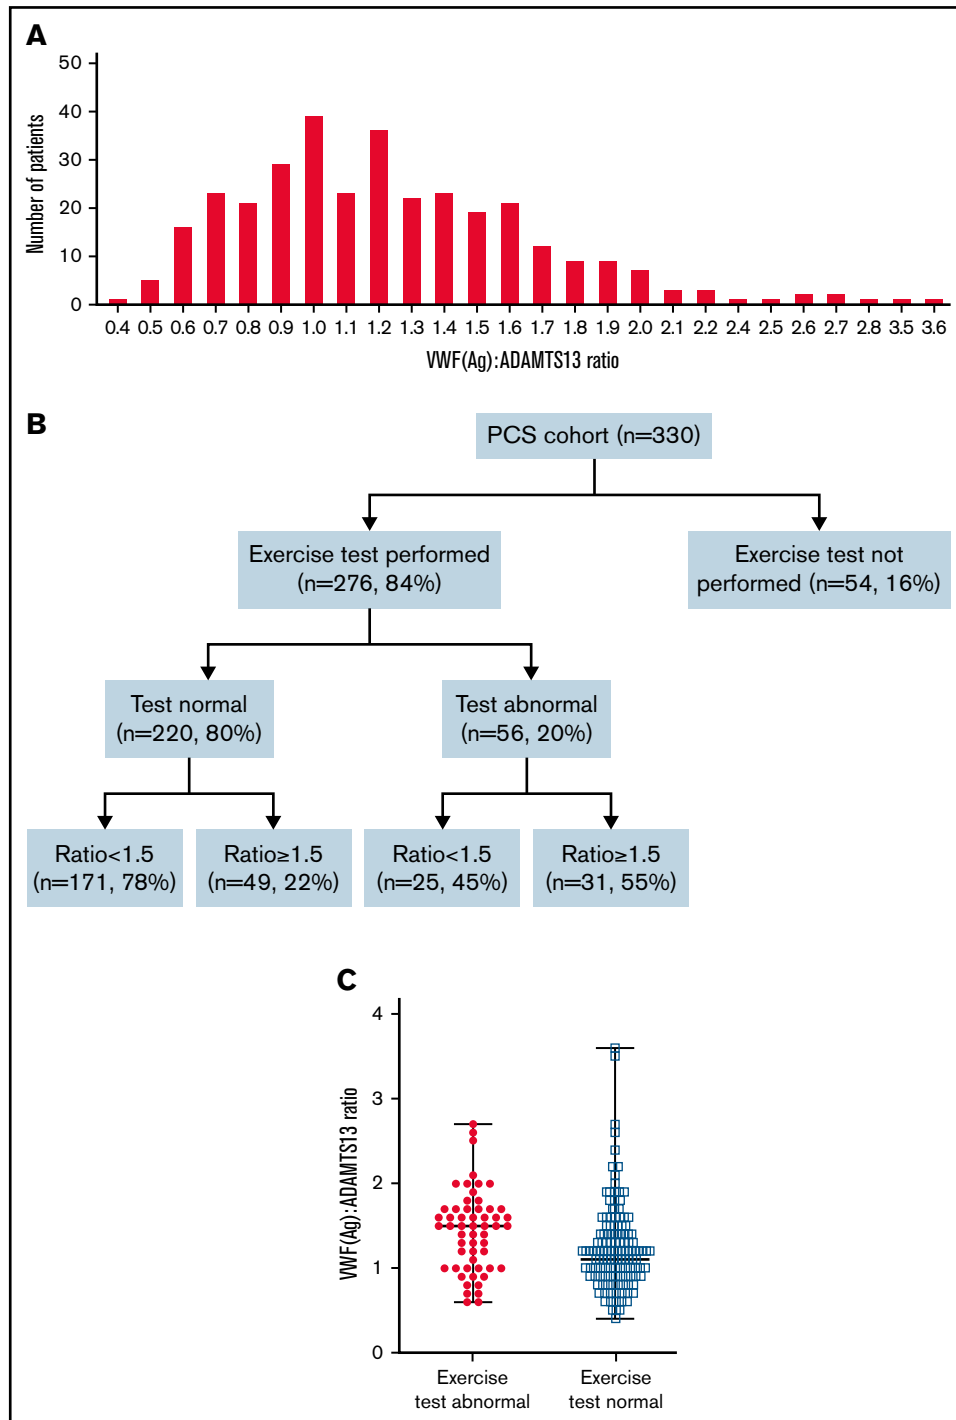 A
50
40
30
20
10
0
Number of patients
0.4 0.5 0.6 0.7 0.8 0.9 1.0 1.1 1.2 1.3 1.4 1.5 1.6 1.7 1.8 1.9 2.0 2.1 2.2 2.4 2.5 2.6 2.7 2.8 3.5 3.6
VWF(Ag):ADAMTS13 ratio
B
PCS cohort (n=330)
Exercise test performed
(n=276, 84%)
Exercise test not
performed (n=54, 16%)
Test normal
(n=220, 80%)
Test abnormal
(n=56, 20%)
Ratio<1.5
(n=171, 78%)
Ratio≥1.5
(n=49, 22%)
Ratio<1.5
(n=25, 45%)
Ratio≥1.5
(n=31, 55%)
C
4
3
2
1
0
VWF(Ag):ADAMTS13 ratio
Exercise
test abnormal
Exercise
test normal